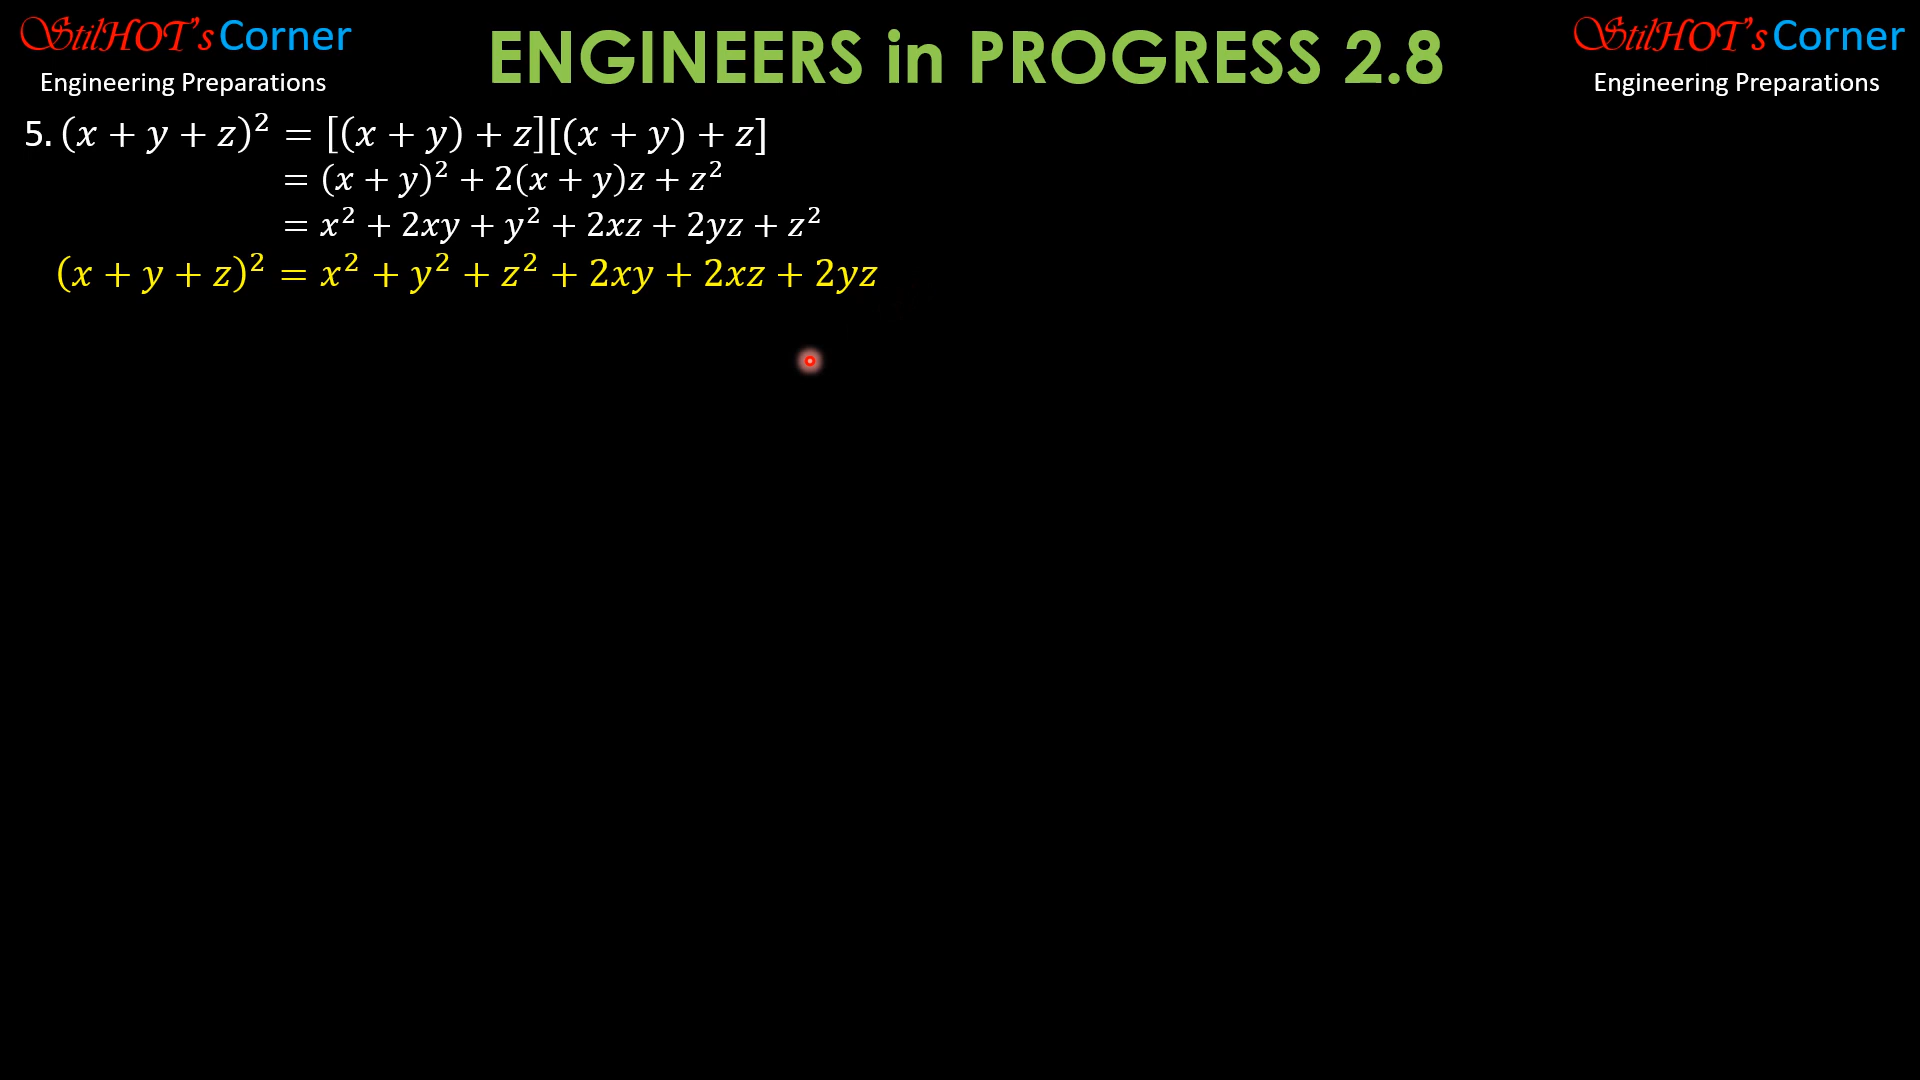 StilHOT's Corner
Engineering Preparations
ENGINEERS in PROGRESS 2.8
StilHOT's Corner
Engineering Preparations
5. (x + y + z)² = [(x + y) + z][(x + y) + z]
= (x + y)² + 2(x + y)z + z²
= x² + 2xy + y² + 2xz + 2yz + z²
(x + y + z)² = x² + y² + z² + 2xy + 2xz + 2yz